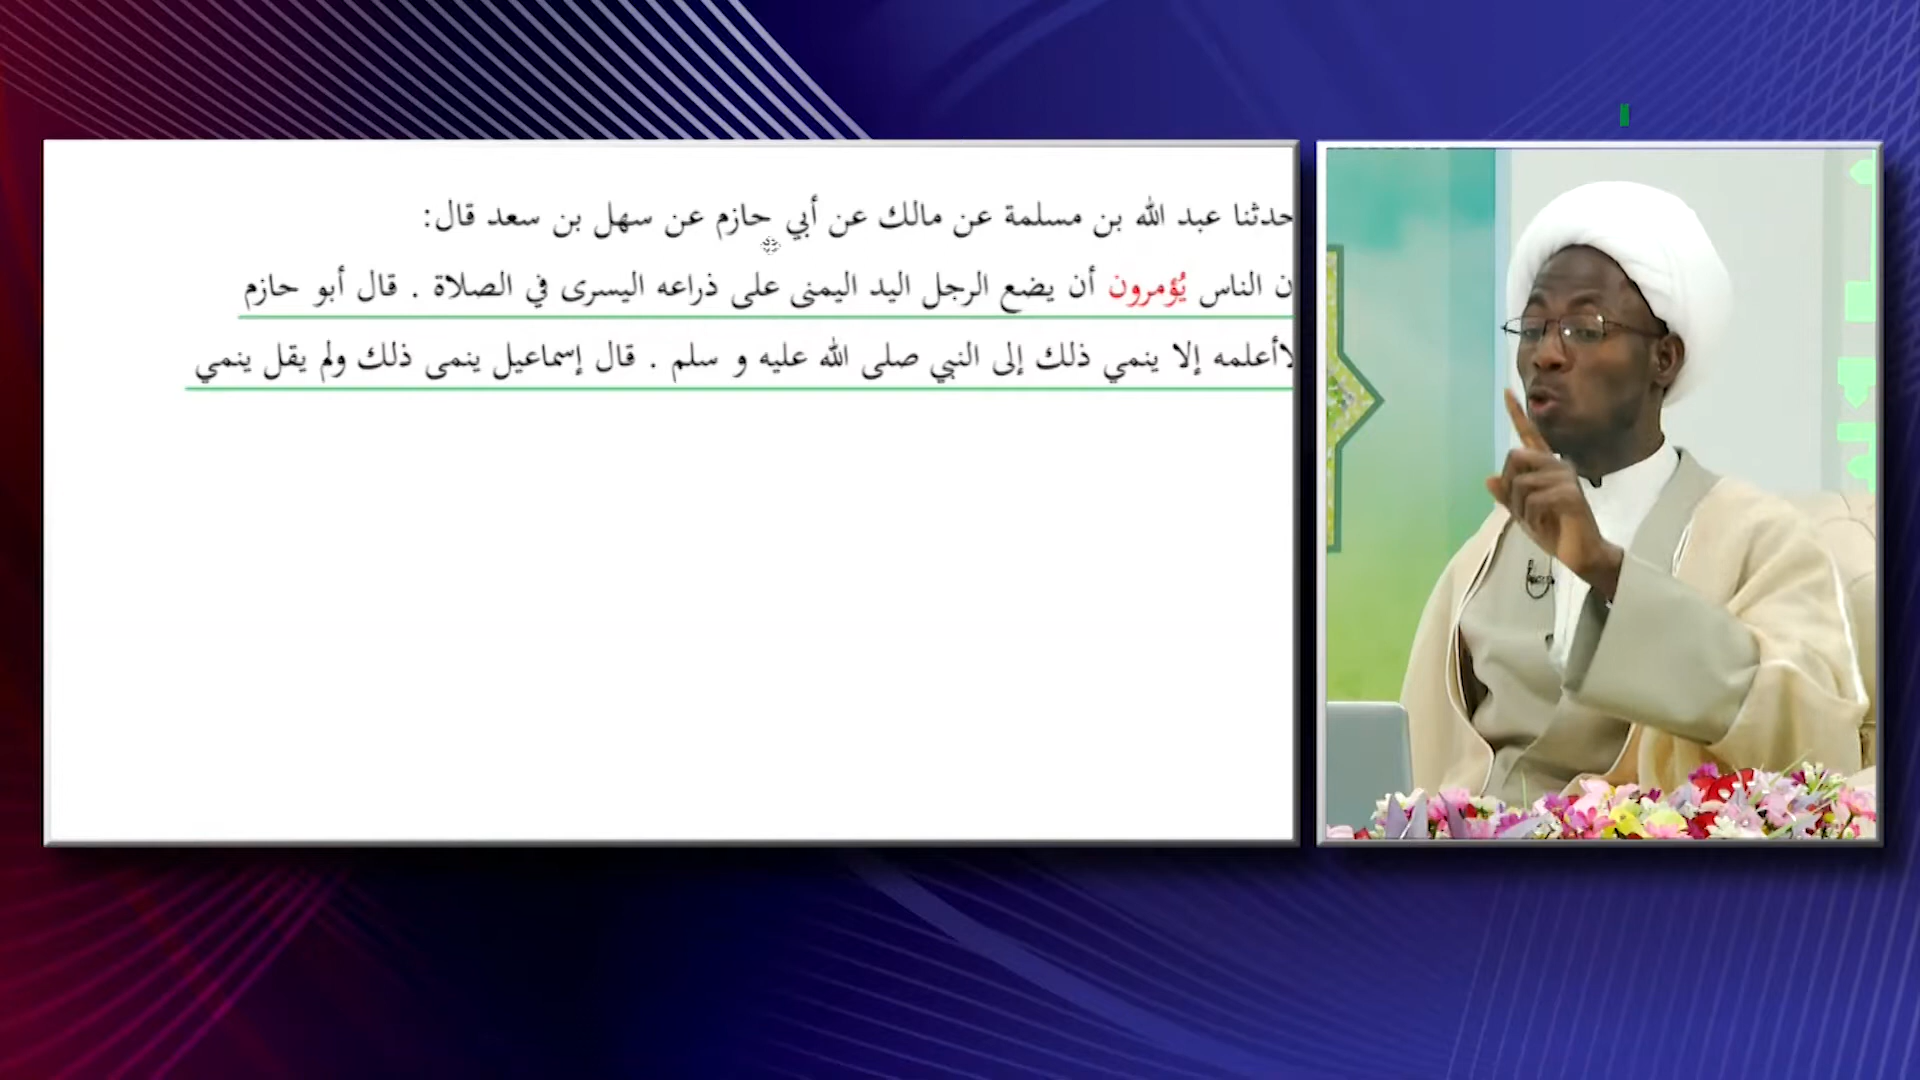 حدثنا عبد الله بن مسلمة عن مالك عن أبي حازم عن سهل بن سعد قال:
ن الناس يُؤمرون أن يضع الرجل اليد اليمنى على ذراعه اليسرى في الصلاة . قال أبو حازم
لاأعلمه إلا ينمي ذلك إلى النبي صلى الله عليه و سلم . قال إسماعيل ينمى ذلك ولم يقل ينمي